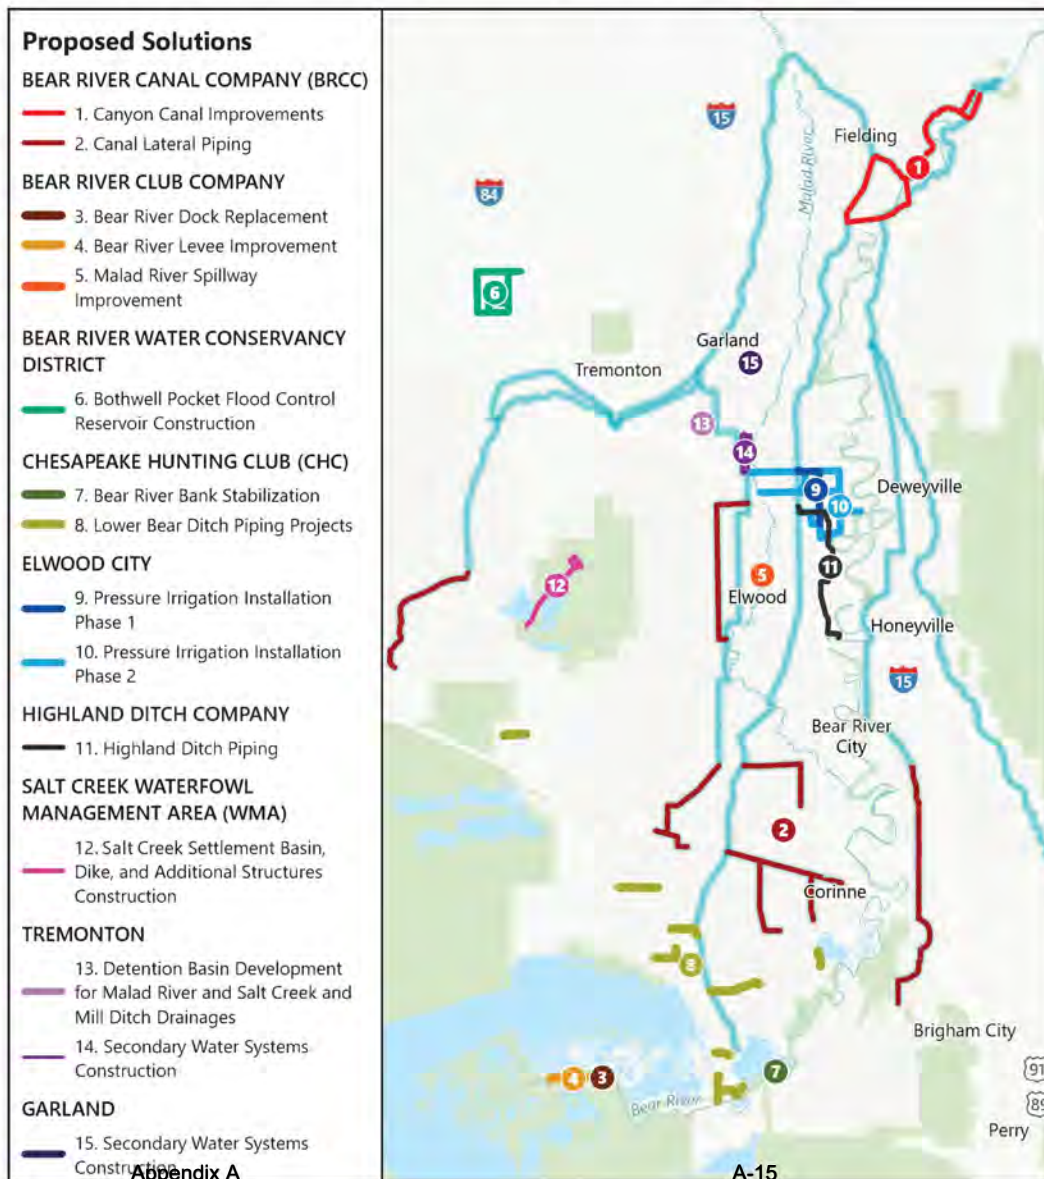 Proposed Solutions
BEAR RIVER CANAL COMPANY (BRCC)
1. Canyon Canal Improvements
2. Canal Lateral Piping
BEAR RIVER CLUB COMPANY
3. Bear River Dock Replacement
4. Bear River Levee Improvement
5. Malad River Spillway
Improvement
BEAR RIVER WATER CONSERVANCY
DISTRICT
6. Bothwell Pocket Flood Control
Reservoir Construction
CHESAPEAKE HUNTING CLUB (CHC)
7. Bear River Bank Stabilization
8. Lower Bear Ditch Piping Projects
ELWOOD CITY
9. Pressure Irrigation Installation
Phase 1
10. Pressure Irrigation Installation
Phase 2
HIGHLAND DITCH COMPANY
11. Highland Ditch Piping
SALT CREEK WATERFOWL
MANAGEMENT AREA (WMA)
12. Salt Creek Settlement Basin,
Dike, and Additional Structures
Construction
TREMONTON
13. Detention Basin Development
for Malad River and Salt Creek and
Mill Ditch Drainages
14. Secondary Water Systems
Construction
GARLAND
15. Secondary Water Systems
Construction
15
Malad River
Fielding
1
84
6
Garland
15
Tremonton
13
14
9
Deweyville
10
11
12
5
Elwood
Honeyville
15
Bear River
City
2
Corinne
8
Brigham City
4
3
7
91
Bear River
89
Perry
Appendix A
A-15